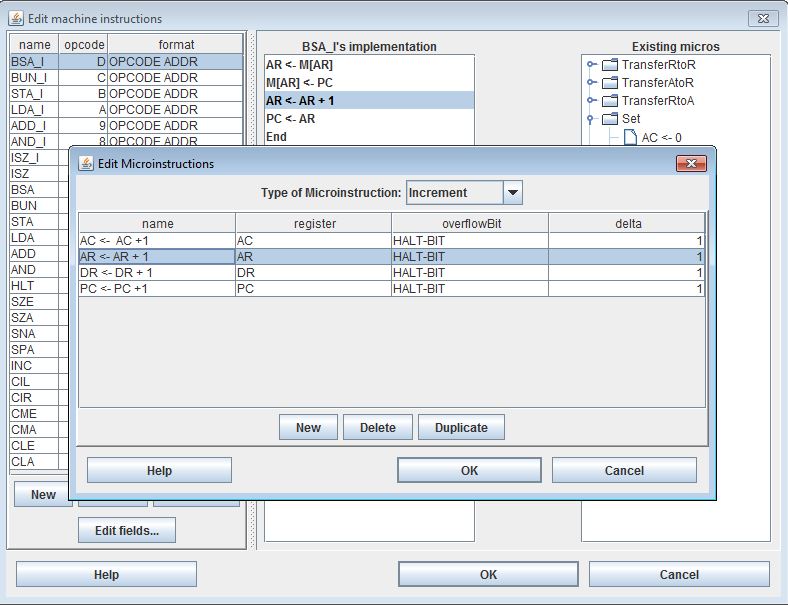 Edit machine instructions
name opcode format
BSA_I D OPCODE ADDR
BUN_I C OPCODE ADDR
STA_I B OPCODE ADDR
LDA_I A OPCODE ADDR
ADD_I 9 OPCODE ADDR
AND_I 8 OPCODE ADDR
ISZ_I
ISZ
BSA
BUN
STA
LDA
ADD
AND
HLT
SZE
SZA
SNA
SPA
INC
CIL
CIR
CME
CMA
CLE
CLA
New
Edit fields...
BSA_I's implementation
AR <- M[AR]
M[AR] <- PC
AR <- AR + 1
PC <- AR
End
Existing micros
TransferRtoR
TransferAtoR
TransferRtoA
Set
AC <- 0
Edit Microinstructions
Type of Microinstruction: Increment
name register overflowBit delta
AC <- AC +1 AC HALT-BIT 1
AR <- AR + 1 AR HALT-BIT 1
DR <- DR + 1 DR HALT-BIT 1
PC <- PC +1 PC HALT-BIT 1
New Delete Duplicate
Help OK Cancel
Help OK Cancel